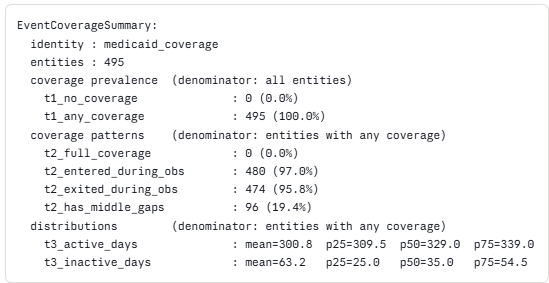 EventCoverageSummary:
identity : medicaid_coverage
entities : 495
coverage prevalence (denominator: all entities)
t1_no_coverage : 0 (0.0%)
t1_any_coverage : 495 (100.0%)
coverage patterns (denominator: entities with any coverage)
t2_full_coverage : 0 (0.0%)
t2_entered_during_obs : 480 (97.0%)
t2_exited_during_obs : 474 (95.8%)
t2_has_middle_gaps : 96 (19.4%)
distributions (denominator: entities with any coverage)
t3_active_days : mean=300.8 p25=309.5 p50=329.0 p75=339.0
t3_inactive_days : mean=63.2 p25=25.0 p50=35.0 p75=54.5